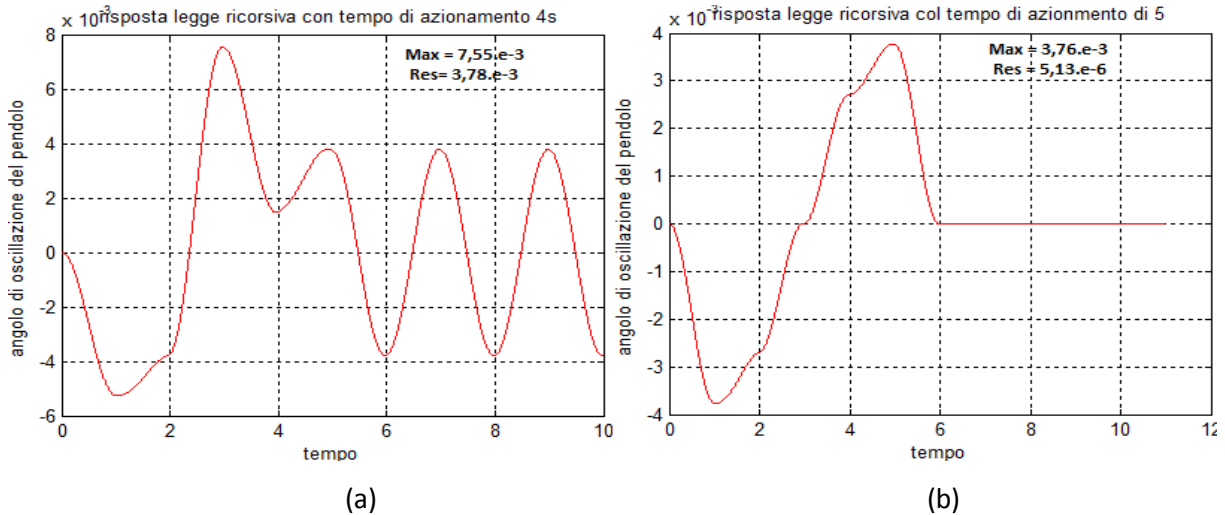 x 10⁻³
risposta legge ricorsiva con tempo di azionamento 4s
Max = 7,55.e-3
Res= 3,78.e-3
angolo di oscillazione del pendolo
8
6
4
2
0
-2
-4
-6
0 2 4 6 8 10
tempo
(a)
x 10⁻³
risposta legge ricorsiva col tempo di azionmento di 5
Max = 3,76.e-3
Res = 5,13.e-6
angolo di oscillazione del pendolo
4
3
2
1
0
-1
-2
-3
-4
0 2 4 6 8 10 12
tempo
(b)